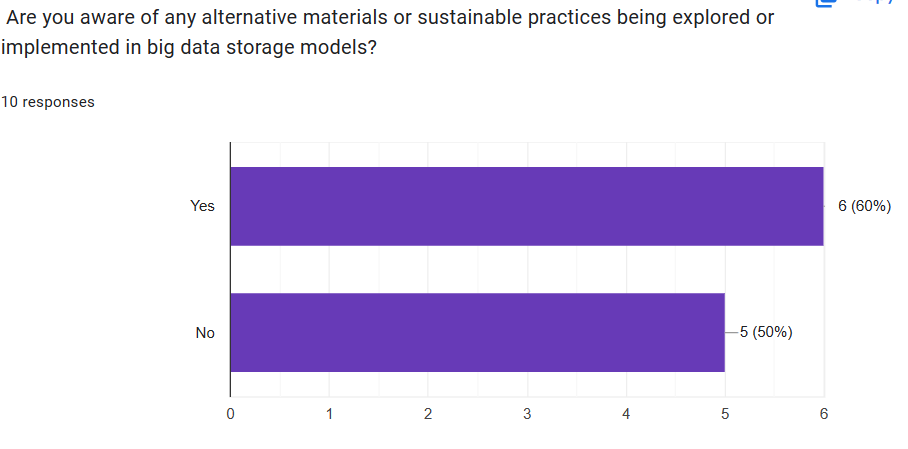 Are you aware of any alternative materials or sustainable practices being explored or
implemented in big data storage models?
10 responses
Yes
6 (60%)
No
5 (50%)
0 1 2 3 4 5 6